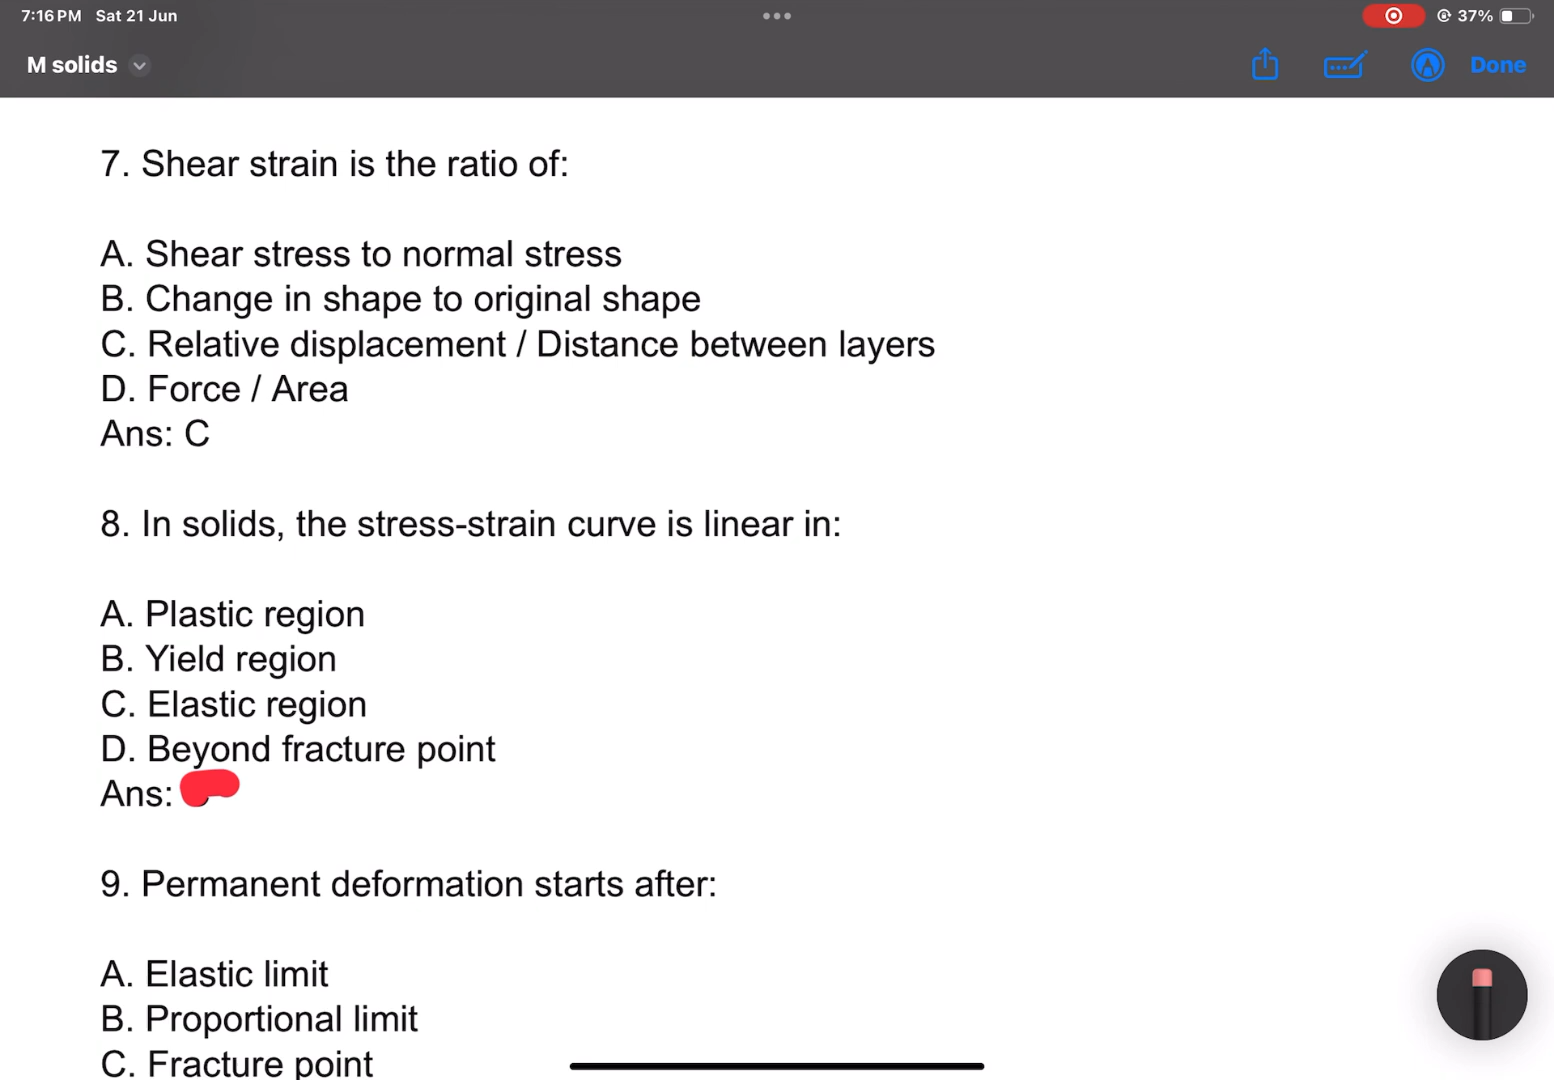 7:16 PM Sat 21 Jun
37%
M solids
Done
7. Shear strain is the ratio of:
A. Shear stress to normal stress
B. Change in shape to original shape
C. Relative displacement / Distance between layers
D. Force / Area
Ans: C
8. In solids, the stress-strain curve is linear in:
A. Plastic region
B. Yield region
C. Elastic region
D. Beyond fracture point
Ans:
9. Permanent deformation starts after:
A. Elastic limit
B. Proportional limit
C. Fracture point